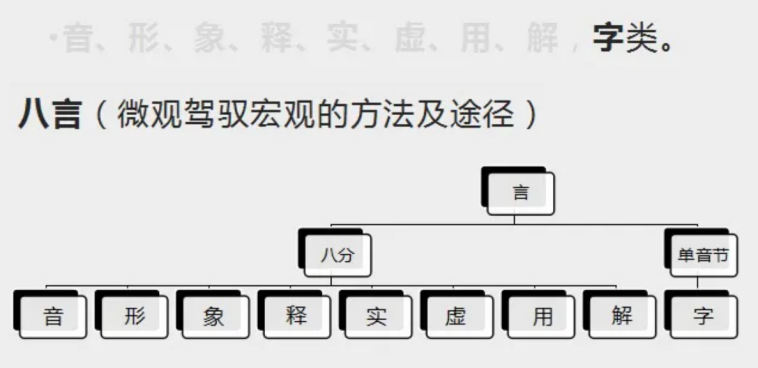 •音、形、象、释、实、虚、用、解，字类。
八言（微观驾驭宏观的方法及途径）
言
八分 单音节
音 形 象 释 实 虚 用 解 字